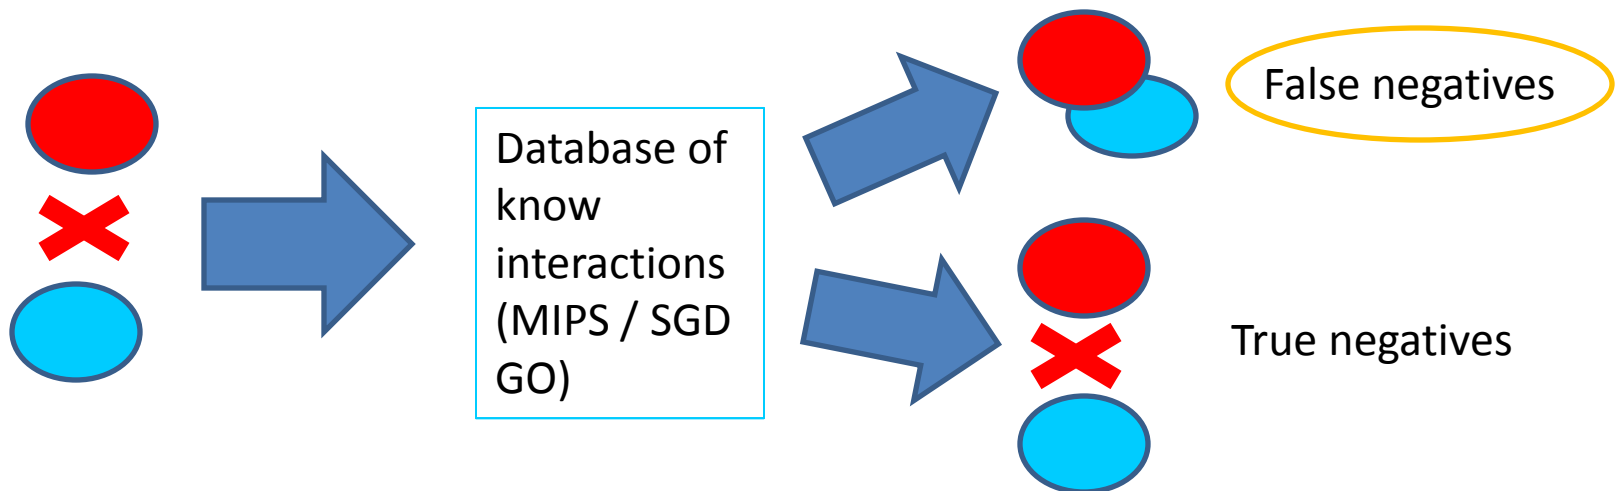 Database of
know
interactions
(MIPS / SGD
GO)
False negatives
True negatives